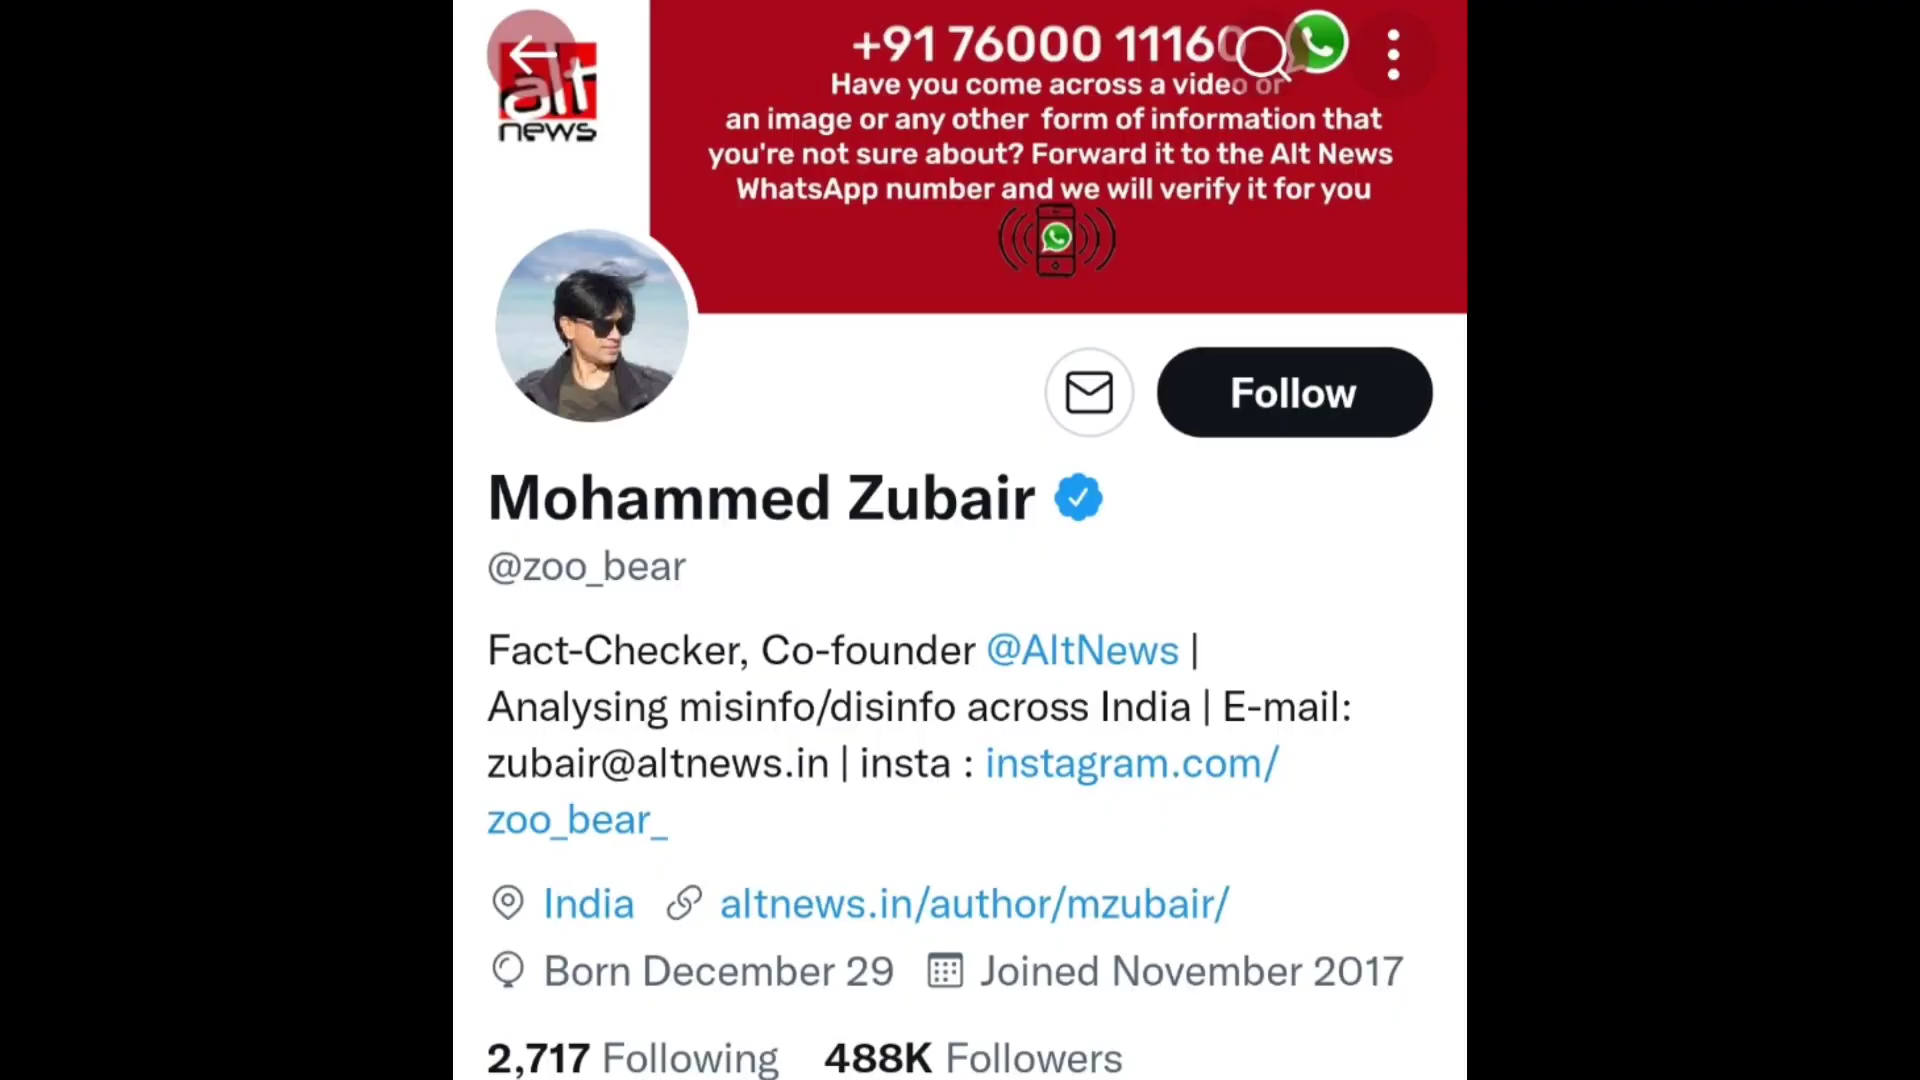 alt
news
+91 76000 11160
Have you come across a video or
an image or any other form of information that
you're not sure about? Forward it to the Alt News
WhatsApp number and we will verify it for you
Follow
Mohammed Zubair
@zoo_bear
Fact-Checker, Co-founder @AltNews |
Analysing misinfo/disinfo across India | E-mail:
zubair@altnews.in | insta : instagram.com/
zoo_bear_
India altnews.in/author/mzubair/
Born December 29 Joined November 2017
2,717 Following 488K Followers